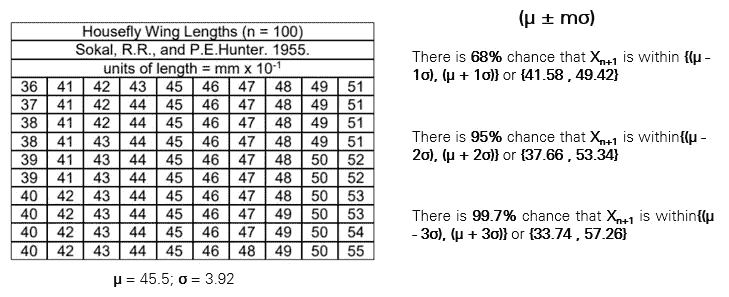 Housefly Wing Lengths (n = 100)
Sokal, R.R., and P.E.Hunter. 1955.
units of length = mm x 10⁻¹
36 41 42 43 45 46 47 48 49 51
37 41 42 44 45 46 47 48 49 51
38 41 42 44 45 46 47 48 49 51
38 41 43 44 45 46 47 48 49 51
39 41 43 44 45 46 47 48 50 52
39 41 43 44 45 46 47 48 50 52
40 42 43 44 45 46 47 48 50 53
40 42 43 44 45 46 47 49 50 53
40 42 43 44 45 46 47 49 50 54
40 42 43 44 45 46 48 49 50 55
μ = 45.5; σ = 3.92
(μ ± mσ)
There is 68% chance that Xₙ₊₁ is within {(μ -
1σ), (μ + 1σ)} or {41.58 , 49.42}
There is 95% chance that Xₙ₊₁ is within{(μ -
2σ), (μ + 2σ)} or {37.66 , 53.34}
There is 99.7% chance that Xₙ₊₁ is within{(μ
- 3σ), (μ + 3σ)} or {33.74 , 57.26}